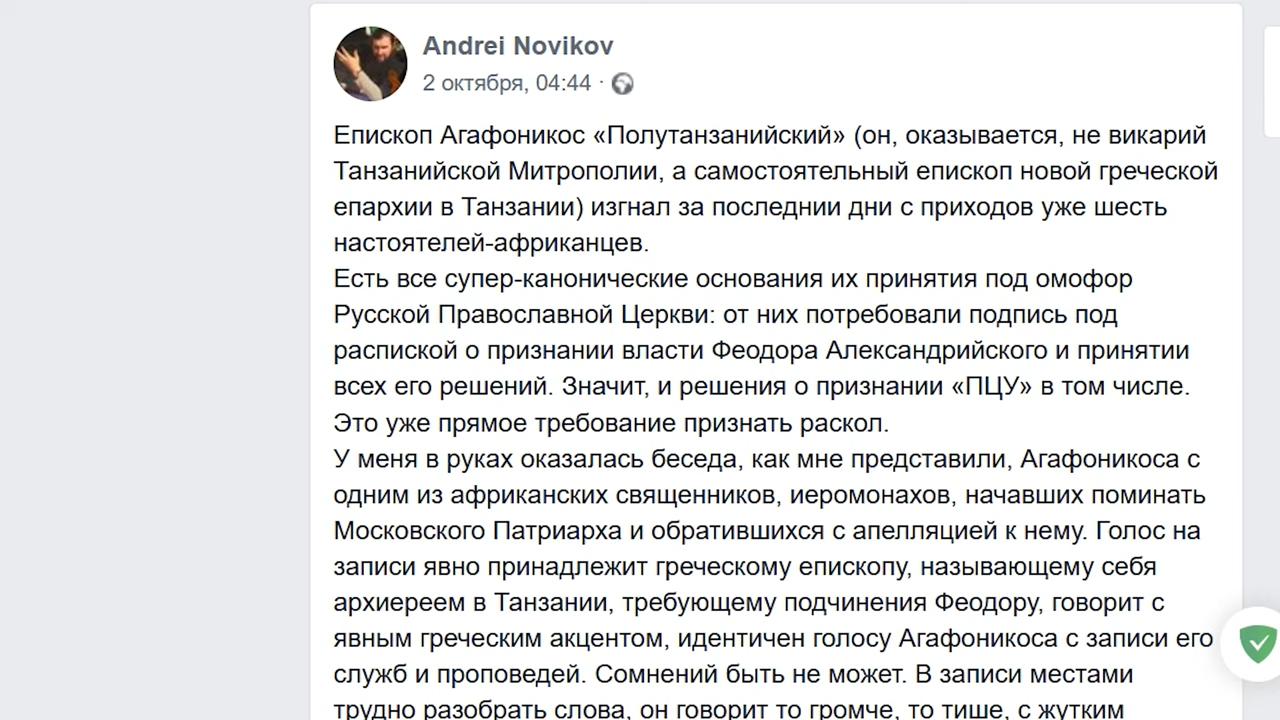 Andrei Novikov
2 октября, 04:44 ·
Епископ Агафоникос «Полутанзанийский» (он, оказывается, не викарий
Танзанийской Митрополии, а самостоятельный епископ новой греческой
епархии в Танзании) изгнал за последнии дни с приходов уже шесть
настоятелей-африканцев.
Есть все супер-канонические основания их принятия под омофор
Русской Православной Церкви: от них потребовали подпись под
распиской о признании власти Феодора Александрийского и принятии
всех его решений. Значит, и решения о признании «ПЦУ» в том числе.
Это уже прямое требование признать раскол.
У меня в руках оказалась беседа, как мне представили, Агафоникоса с
одним из африканских священников, иеромонахов, начавших поминать
Московского Патриарха и обратившихся с апелляцией к нему. Голос на
записи явно принадлежит греческому епископу, называющему себя
архиереем в Танзании, требующему подчинения Феодору, говорит с
явным греческим акцентом, идентичен голосу Агафоникоса с записи его
служб и проповедей. Сомнений быть не может. В записи местами
трудно разобрать слова, он говорит то громче, то тише, с жутким